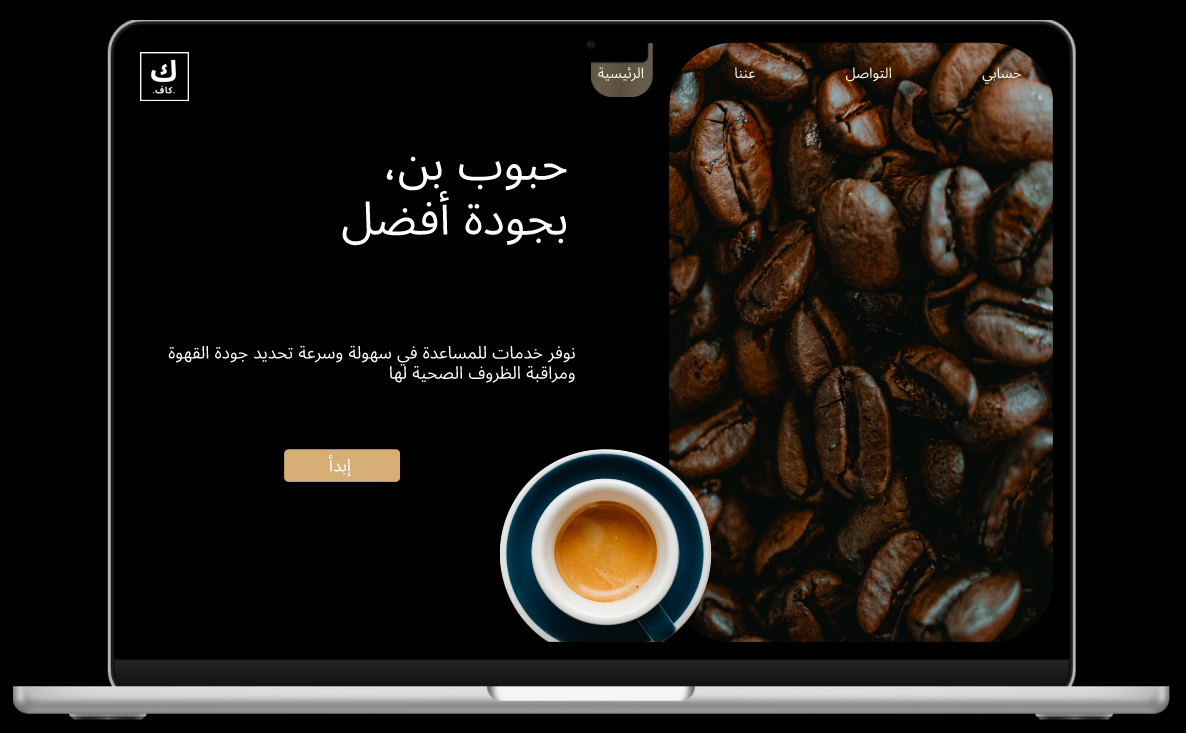 حسابي
التواصل
عننا
الرئيسية
ك
.كاف.
حبوب بن،
بجودة أفضل
نوفر خدمات للمساعدة في سهولة وسرعة تحديد جودة القهوة
ومراقبة الظروف الصحية لها
إبدأ